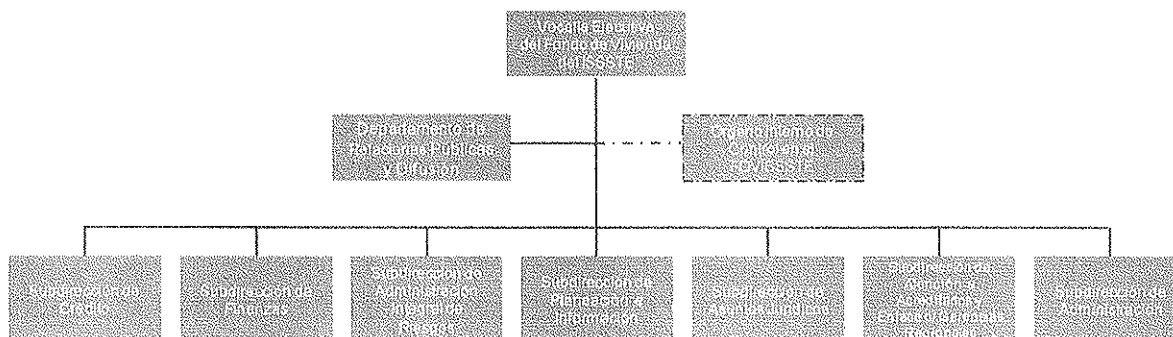 Vocalía Ejecutiva
del Fondo de Vivienda
del ISSSTE
Departamento de
Relaciones Públicas
y Difusión
Órgano Interno de
Control en el
FOVISSSTE
Subdirección de
Crédito
Subdirección de
Finanzas
Subdirección de
Administración
Integral de
Riesgos
Subdirección de
Planeación e
Información
Subdirección de
Asuntos Jurídicos
Subdirección de
Atención a
Acreditados y
Subdirección de
Administración